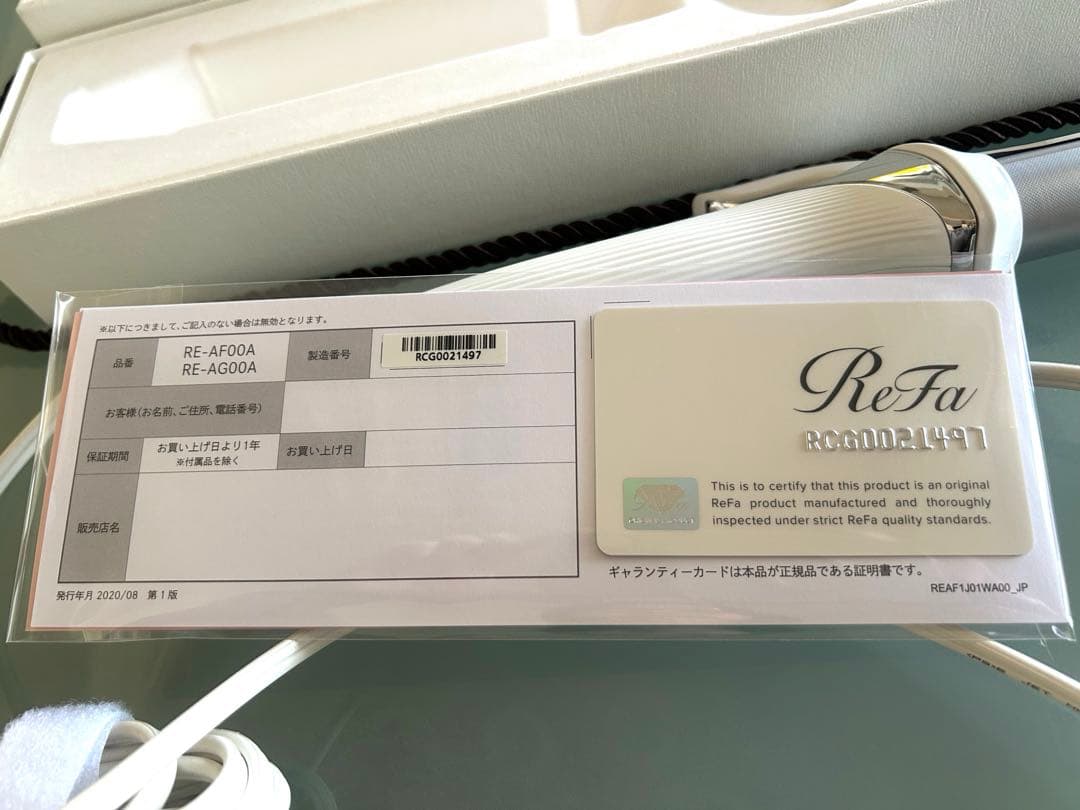 ※以下につきまして、ご記入のない場合は無効となります。
品番
RE-AF00A
RE-AG00A
製造番号
RCG0021497
お客様(お名前、ご住所、電話番号)
保証期間
お買い上げ日より1年
※付属品を除く
お買い上げ日
販売店名
発行年月 2020/08 第1版
ReFa
RCG0021497
This is to certify that this product is an original
ReFa product manufactured and thoroughly
inspected under strict ReFa quality standards.
ギャランティーカードは本品が正規品である証明書です。
REAF1J01WA00_JP